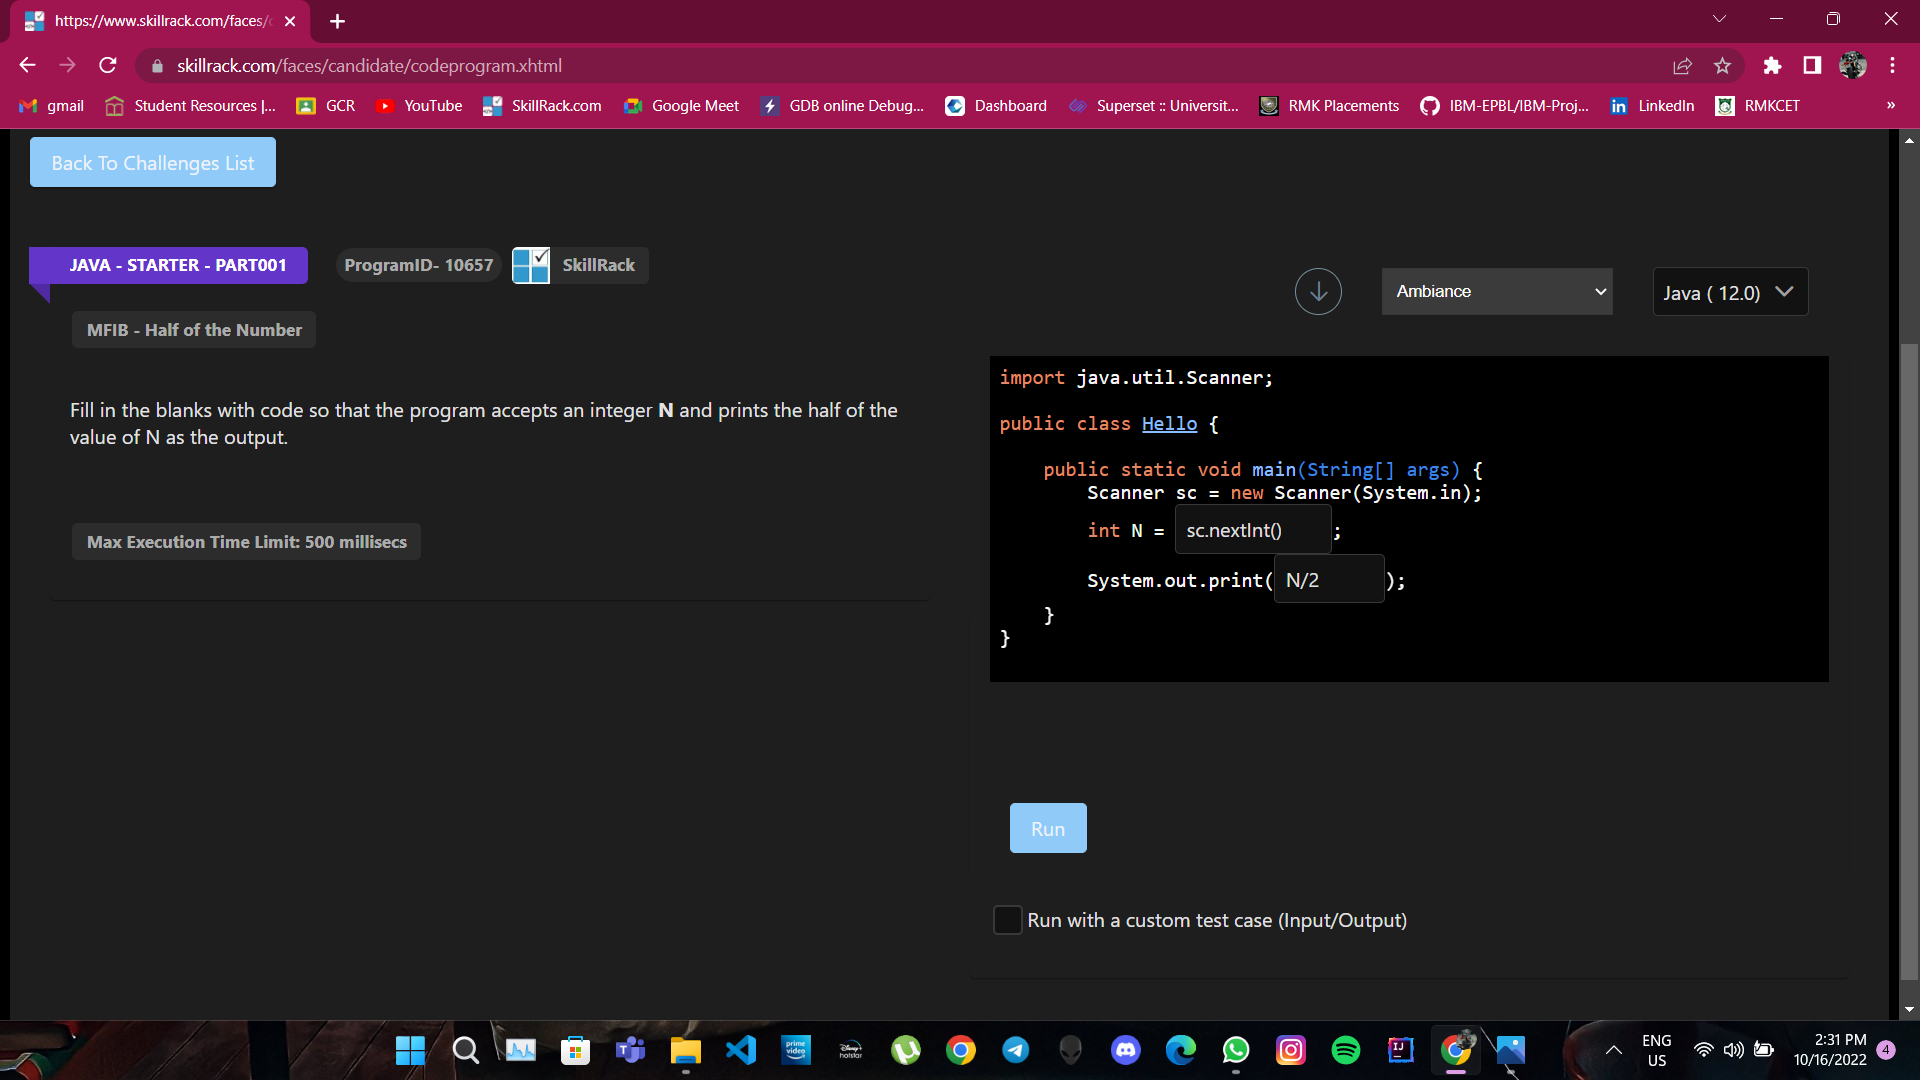 https://www.skillrack.com/faces/c
skillrack.com/faces/candidate/codeprogram.xhtml
gmail Student Resources |... GCR YouTube SkillRack.com Google Meet GDB online Debug... Dashboard Superset :: Universit... RMK Placements IBM-EPBL/IBM-Proj... LinkedIn RMKCET »
Back To Challenges List
JAVA - STARTER - PART001 ProgramID- 10657 SkillRack
MFIB - Half of the Number
Fill in the blanks with code so that the program accepts an integer N and prints the half of the
value of N as the output.
Max Execution Time Limit: 500 millisecs
Ambiance Java ( 12.0)
import java.util.Scanner;
public class Hello {
public static void main(String[] args) {
Scanner sc = new Scanner(System.in);
int N = sc.nextInt() ;
System.out.print( N/2 );
}
}
Run
Run with a custom test case (Input/Output)
prime video
Disney+ hotstar
ENG
US
2:31 PM
10/16/2022
4